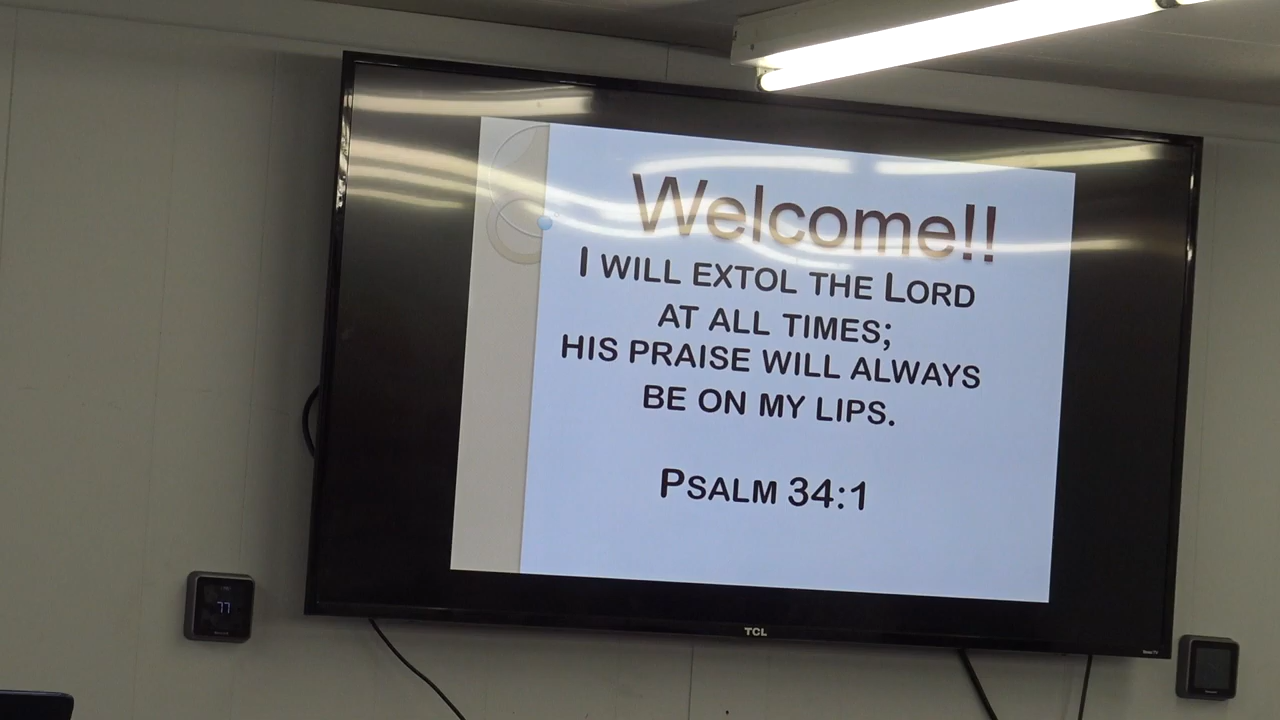 Welcome!!
I WILL EXTOL THE LORD
AT ALL TIMES;
HIS PRAISE WILL ALWAYS
BE ON MY LIPS.
PSALM 34:1
77
TCL